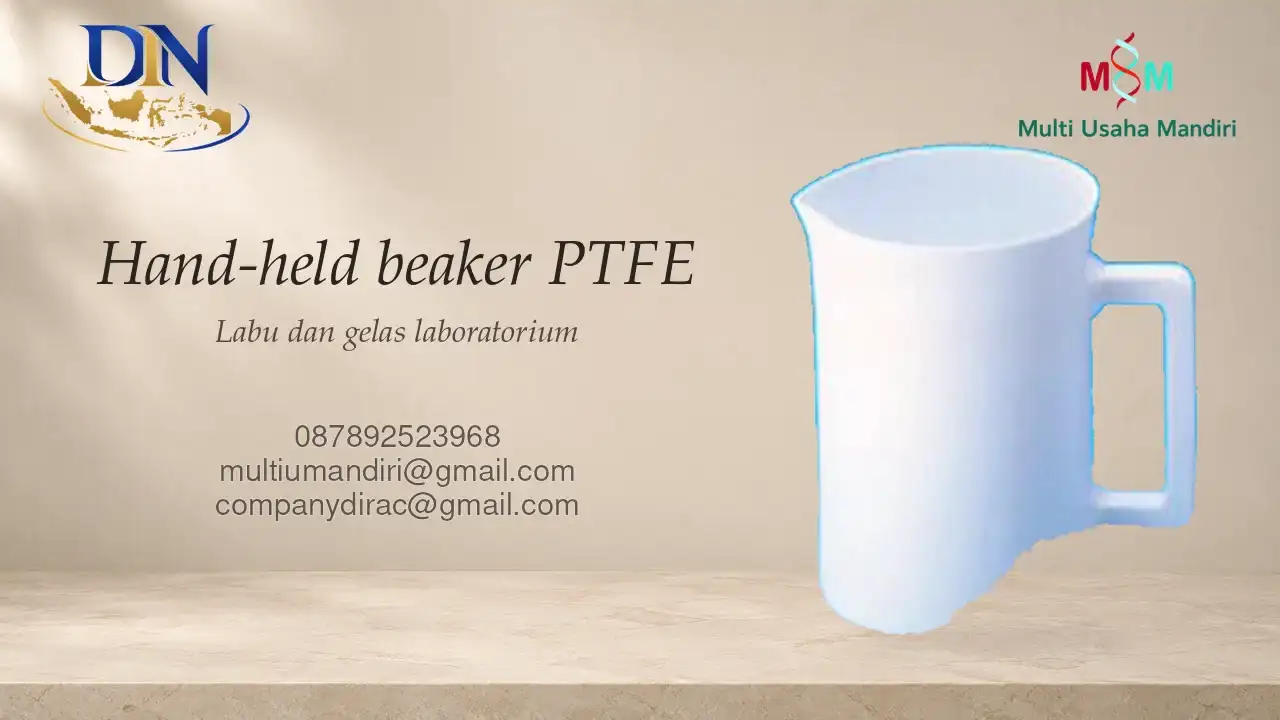 DIN
M M
Multi Usaha Mandiri
Hand-held beaker PTFE
Labu dan gelas laboratorium
087892523968
multiumandiri@gmail.com
companydirac@gmail.com